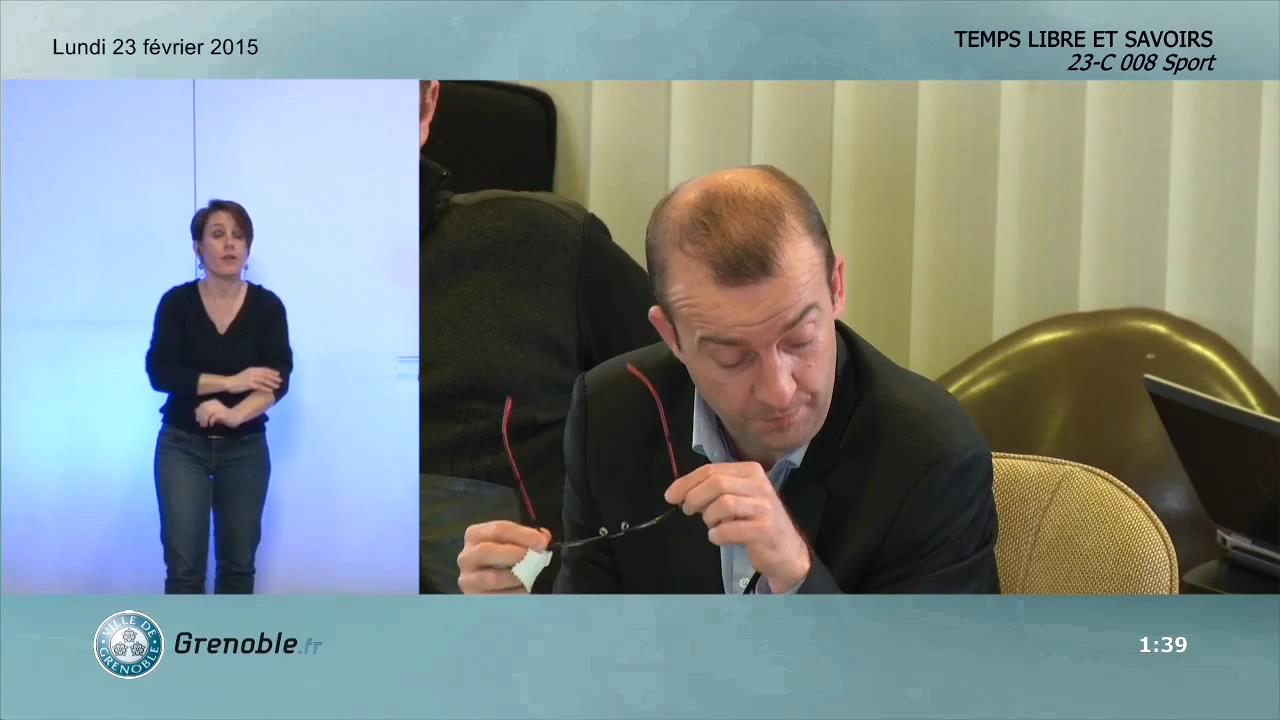 Lundi 23 février 2015
TEMPS LIBRE ET SAVOIRS
23-C 008 Sport
VILLE DE
GRENOBLE
Grenoble.fr
1:39